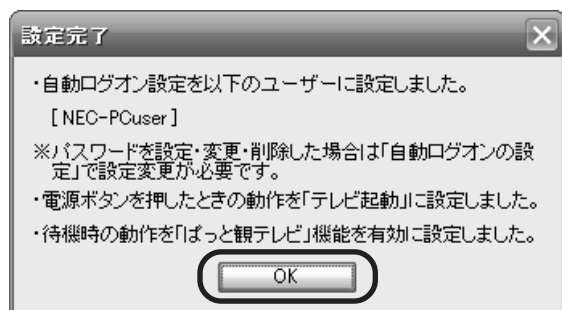 設定完了
・自動ログオン設定を以下のユーザーに設定しました。
[NEC-PCuser]
※パスワードを設定・変更・削除した場合は「自動ログオンの設
定」で設定変更が必要です。
・電源ボタンを押したときの動作を「テレビ起動」に設定しました。
・待機時の動作を「ぱっと観テレビ」機能を有効に設定しました。
OK